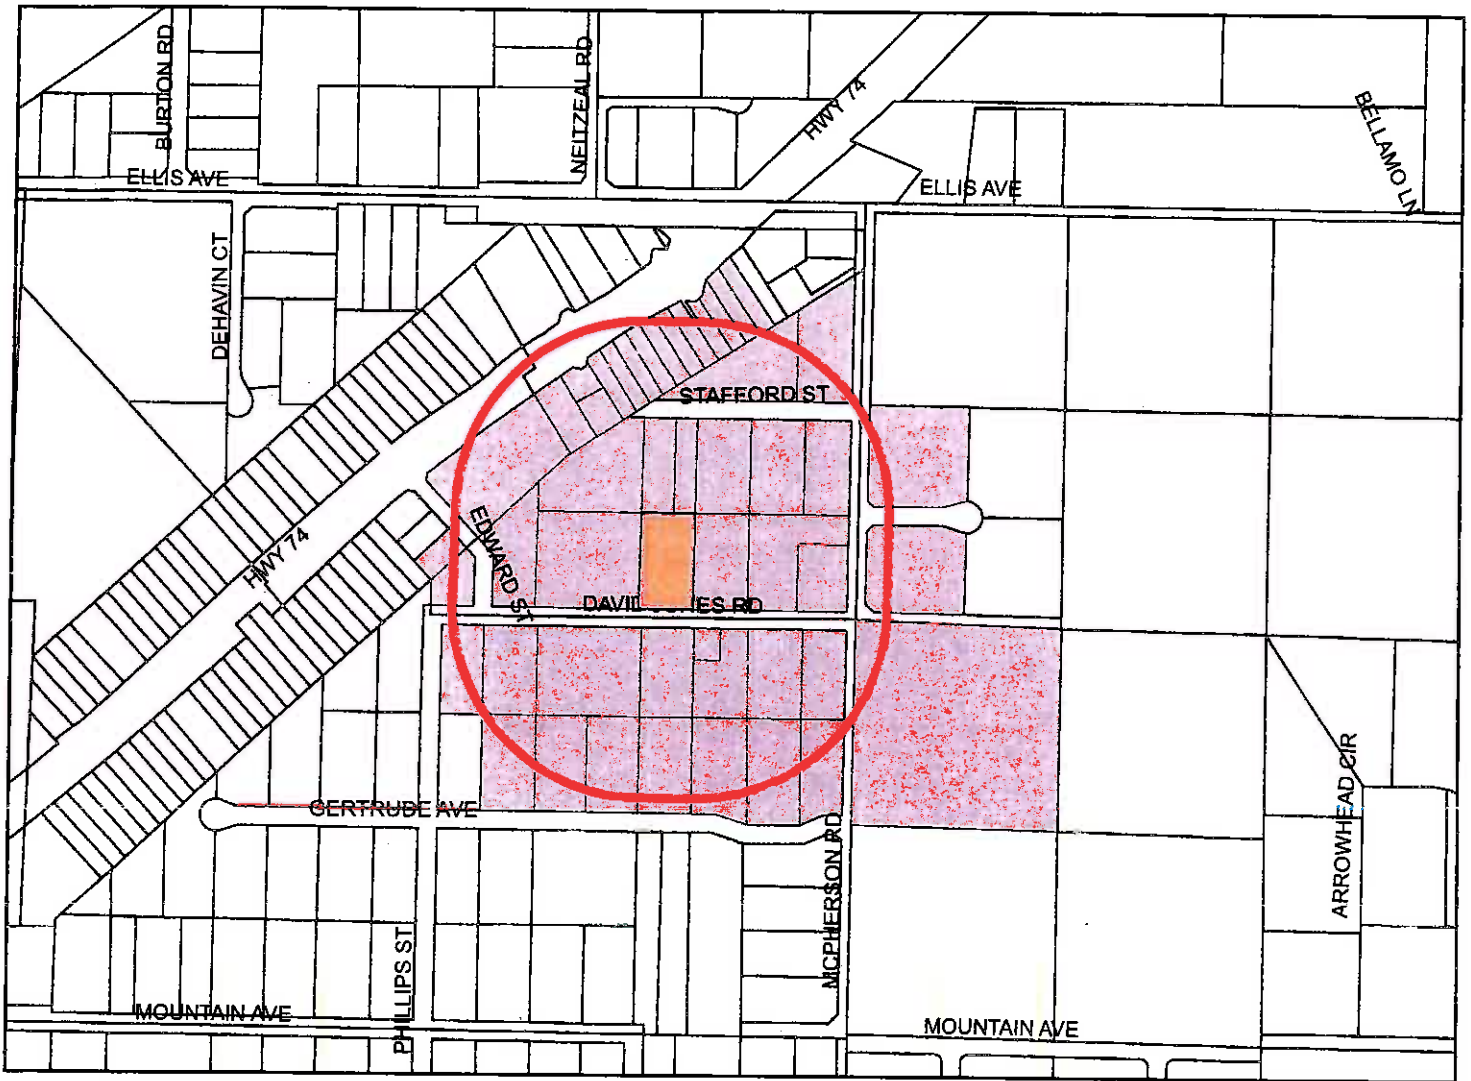 BURTON RD
NEITZEAL RD
HWY 74
BELLAMO LN
ELLIS AVE
ELLIS AVE
DEHAVIN CT
STAFFORD ST
EDWARD ST
HWY 74
RD
GERTRUDE AVE
MCPHERSON RD
ARROWHEAD CIR
PHILLIPS ST
MOUNTAIN AVE
MOUNTAIN AVE